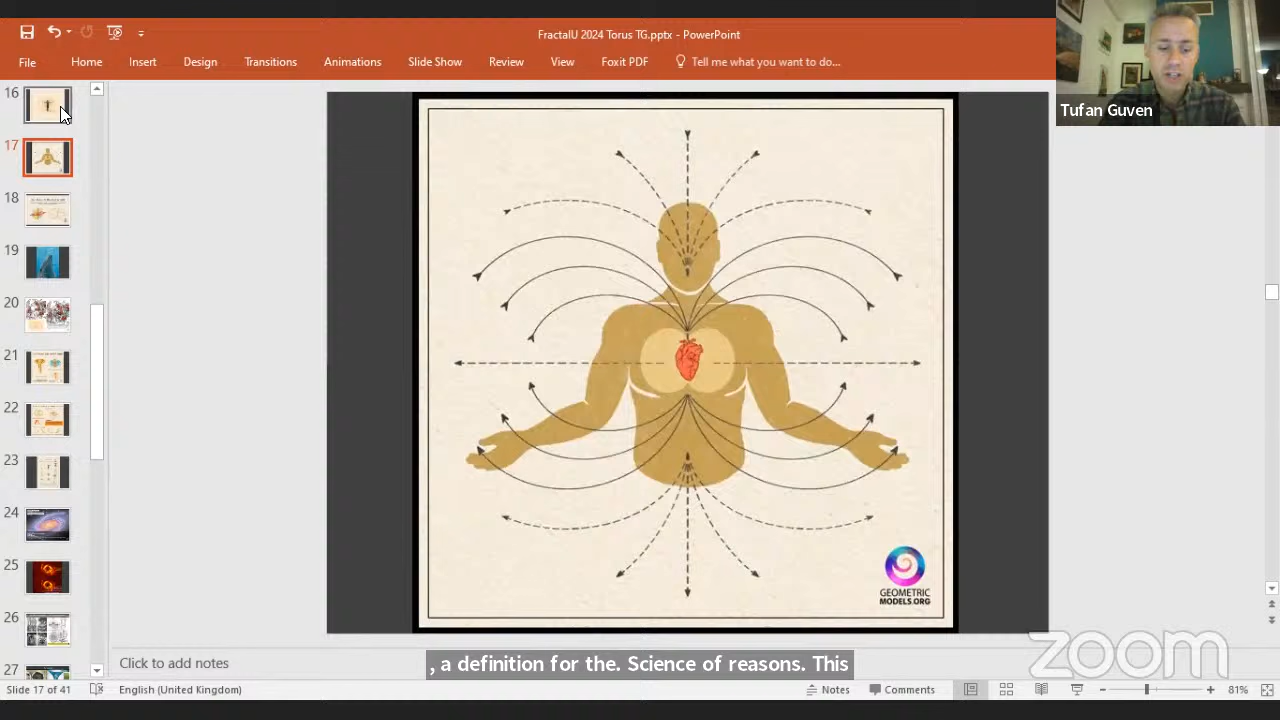 FractalU 2024 Torus TG.pptx - PowerPoint
File Home Insert Design Transitions Animations Slide Show Review View Foxit PDF Tell me what you want to do...
Tufan Guven
16
17
18
19
20
21
22
23
24
25
26
27
GEOMETRIC
MODELS.ORG
Click to add notes
, a definition for the. Science of reasons. This
zoom
Slide 17 of 41 English (United Kingdom) Notes Comments 81%